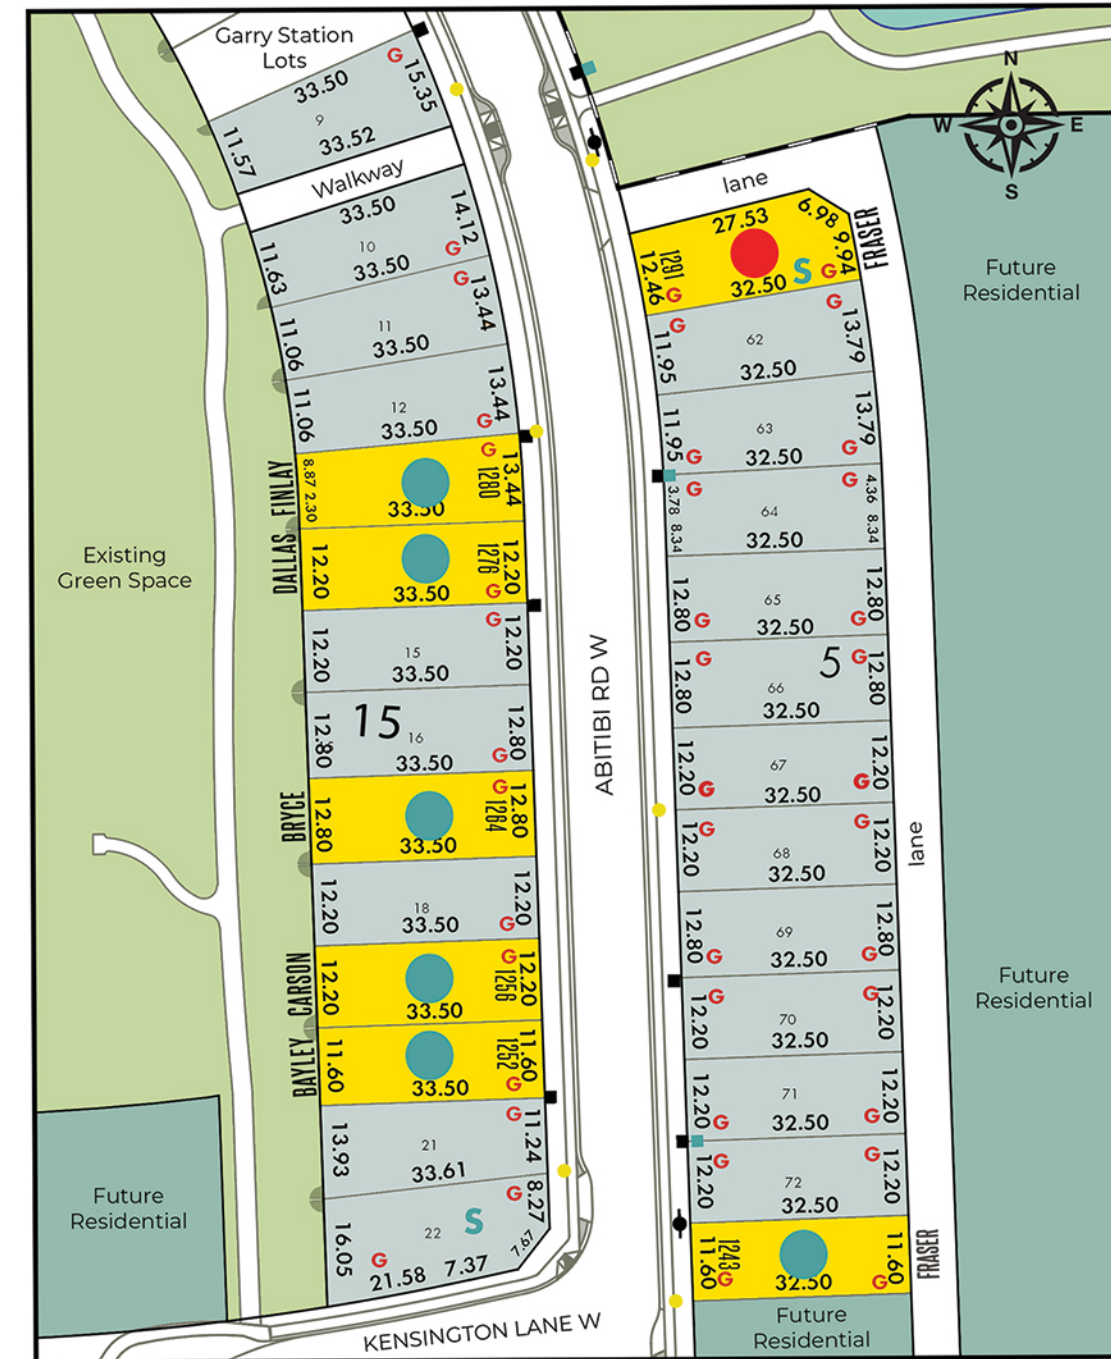 Garry Station
Lots
33.50
G
15.35
9
33.52
11.57
Walkway
33.50
14.12
10
33.50
G
11.63
G
13.44
11
33.50
11.06
13.44
12
33.50
G
11.06
G
13.44
1280
33.50
8.87 2.30
FINLAY
12.20
1276
33.50
G
12.20
DALLAS
G
12.20
15
33.50
12.20
15
16
33.50
12.80
G
12.80
G
12.80
1264
33.50
12.80
BRYCE
12.20
18
33.50
G
12.20
G
12.20
1256
33.50
12.20
CARSON
11.60
1252
33.50
G
11.60
BAYLEY
G
11.24
21
33.61
13.93
G
8.27
S
22
16.05
G
21.58
7.37
7.67
Existing
Green Space
Future
Residential
KENSINGTON LANE W
ABITIBI RD W
N
W
E
S
lane
27.53
6.98
9.94
FRASER
1291
12.46
G
32.50
S
G
G
G
13.79
62
32.50
11.95
13.79
63
32.50
11.95
G
G
G
G
4.36 8.34
64
32.50
3.78 8.34
12.80
65
32.50
12.80
G
G
G
5
G
12.80
66
32.50
12.80
12.20
67
32.50
12.20
G
G
G
G
12.20
68
32.50
12.20
lane
12.80
69
32.50
12.80
G
G
G
G
12.20
70
32.50
12.20
12.20
71
32.50
12.20
G
G
G
G
12.20
72
32.50
12.20
11.60
1243
G
32.50
G
11.60
FRASER
Future
Residential
Future
Residential
Future
Residential